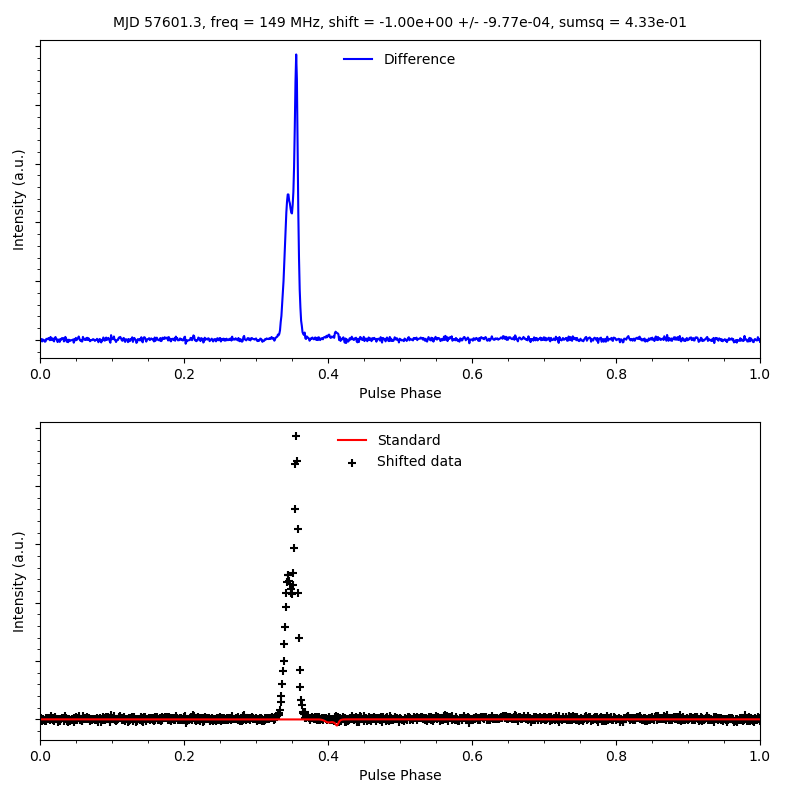 MJD 57601.3, freq = 149 MHz, shift = -1.00e+00 +/- -9.77e-04, sumsq = 4.33e-01
Difference
Intensity (a.u.)
0.0 0.2 0.4 0.6 0.8 1.0
Pulse Phase
Standard
Shifted data
Intensity (a.u.)
0.0 0.2 0.4 0.6 0.8 1.0
Pulse Phase